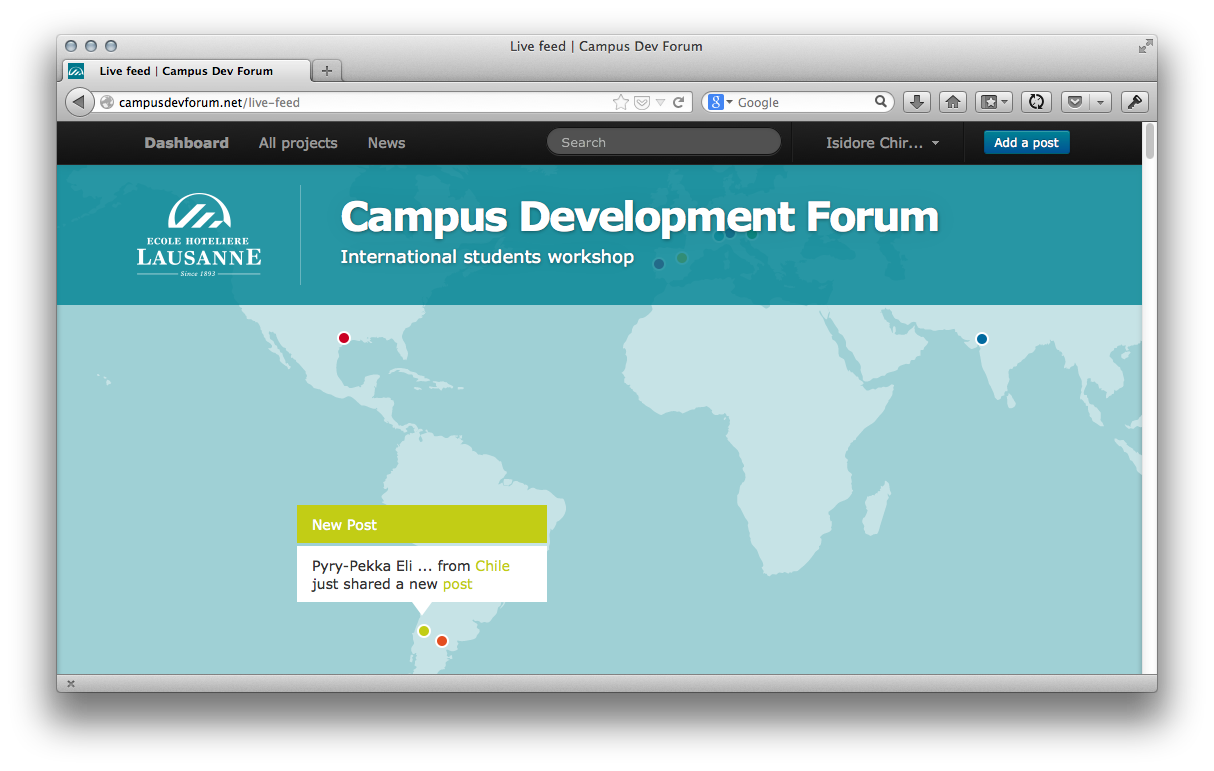 Live feed | Campus Dev Forum
Live feed | Campus Dev Forum
campusdevforum.net/live-feed
Google
Dashboard
All projects
News
Search
Isidore Chir...
Add a post
ECOLE HOTELIERE
LAUSANNE
Since 1893
Campus Development Forum
International students workshop
New Post
Pyry-Pekka Eli ... from Chile
just shared a new post